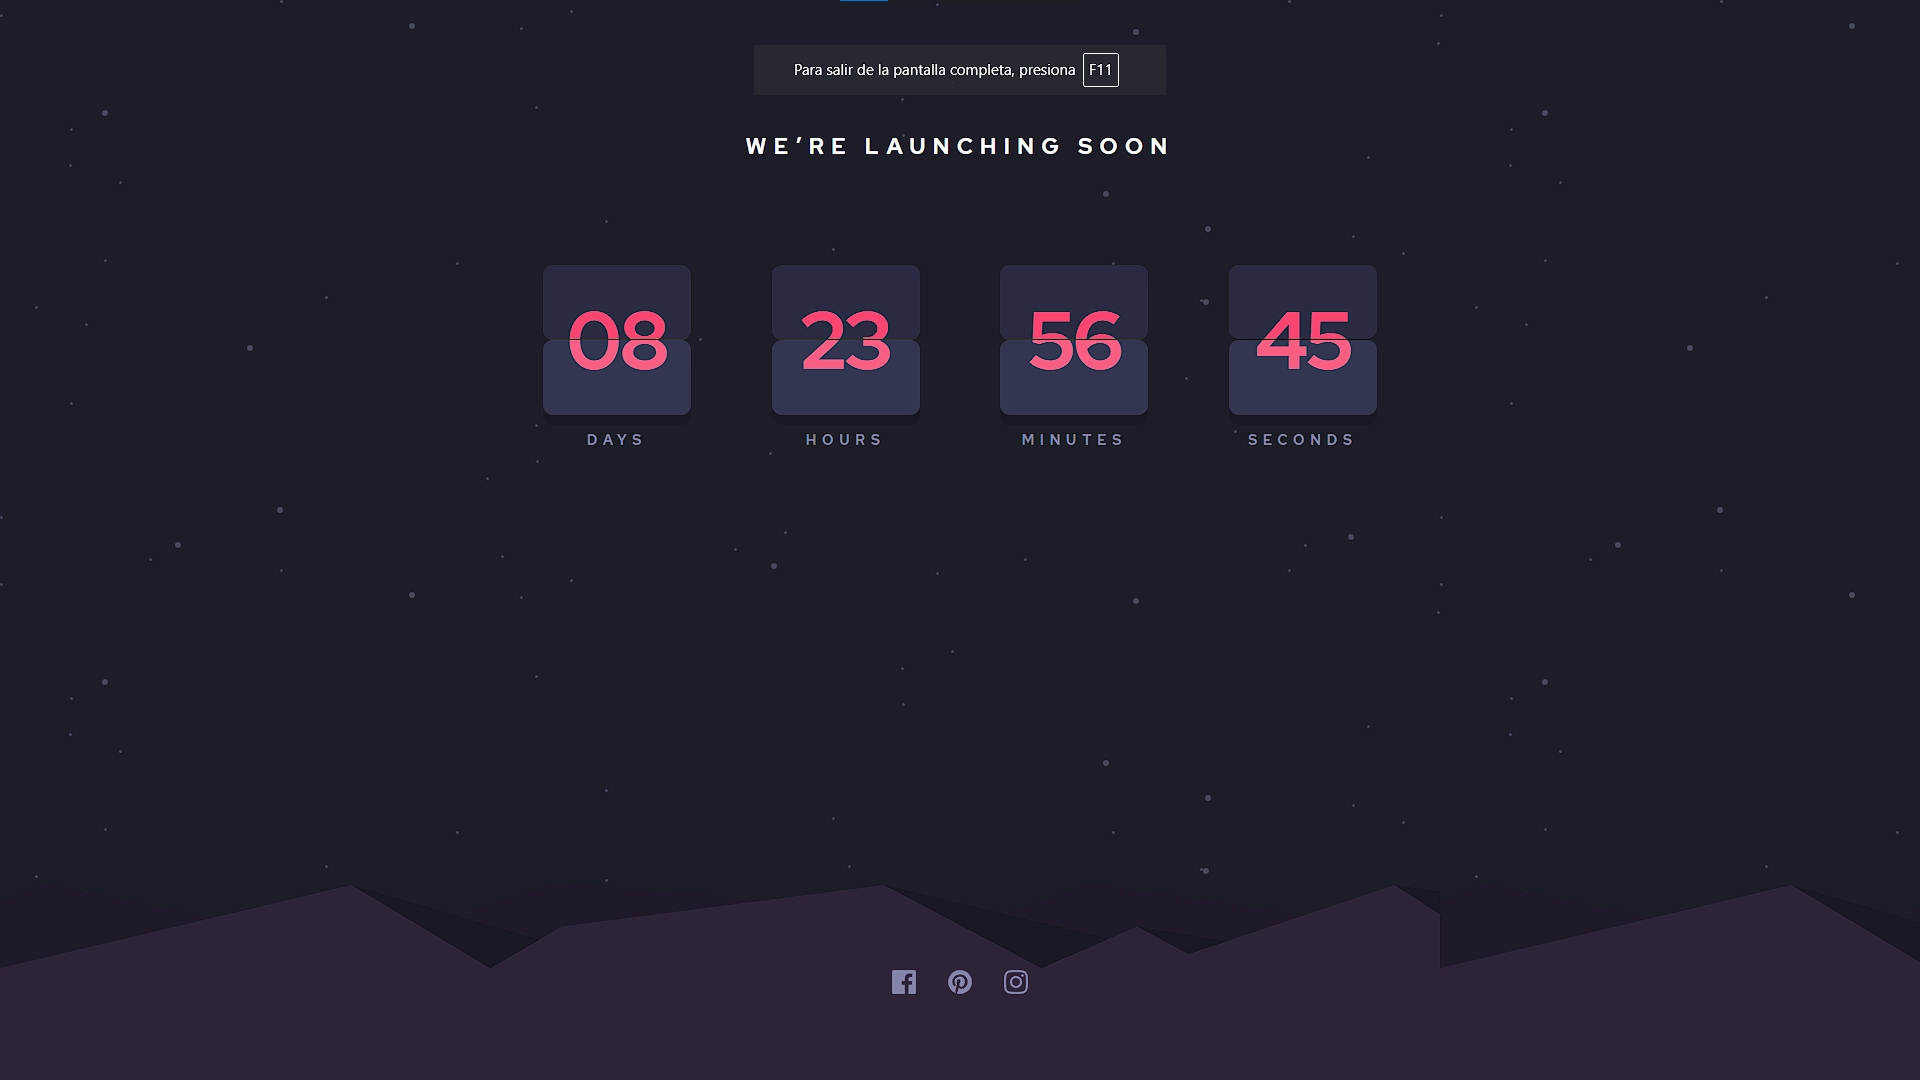 Para salir de la pantalla completa, presiona F11
WE’RE LAUNCHING SOON
08 23 56 45
DAYS HOURS MINUTES SECONDS